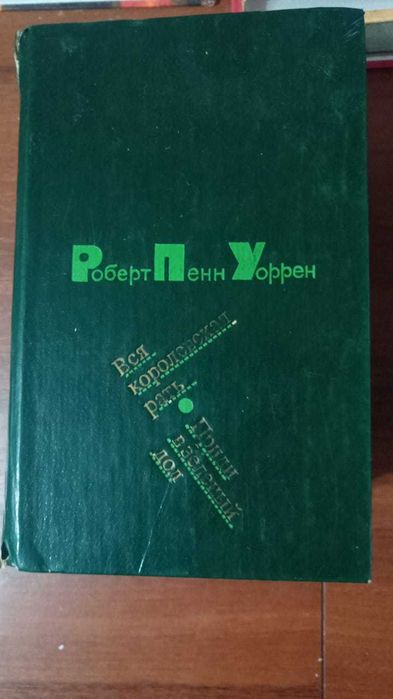 Роберт Пенн Уоррен
Вся
королевская
рать
Приди
в зеленый
дол